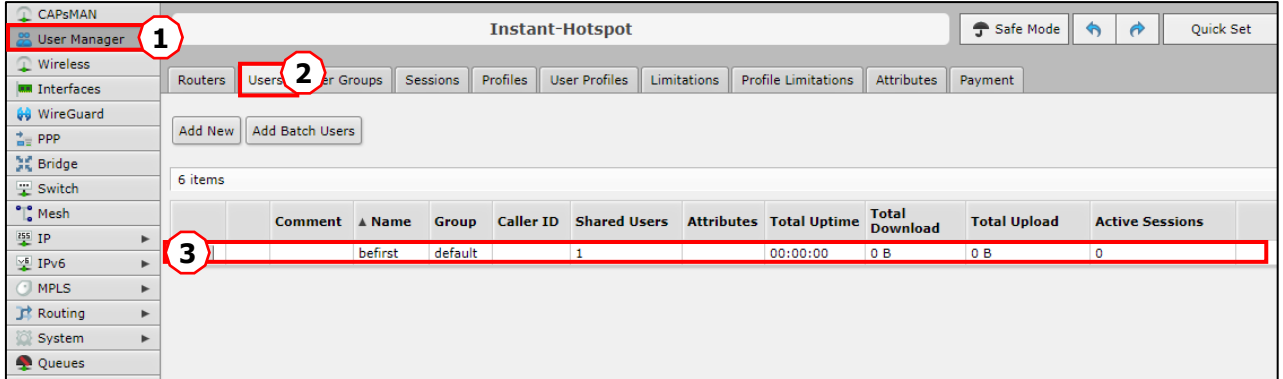 CAPsMAN
User Manager
1
Wireless
Interfaces
WireGuard
PPP
Bridge
Switch
Mesh
IP
IPv6
MPLS
Routing
System
Queues
Instant-Hotspot
Safe Mode
Quick Set
Routers Users 2 Groups Sessions Profiles User Profiles Limitations Profile Limitations Attributes Payment
Add New Add Batch Users
6 items
Comment ▲ Name Group Caller ID Shared Users Attributes Total Uptime Total Download Total Upload Active Sessions
3 befirst default 1 00:00:00 0 B 0 B 0